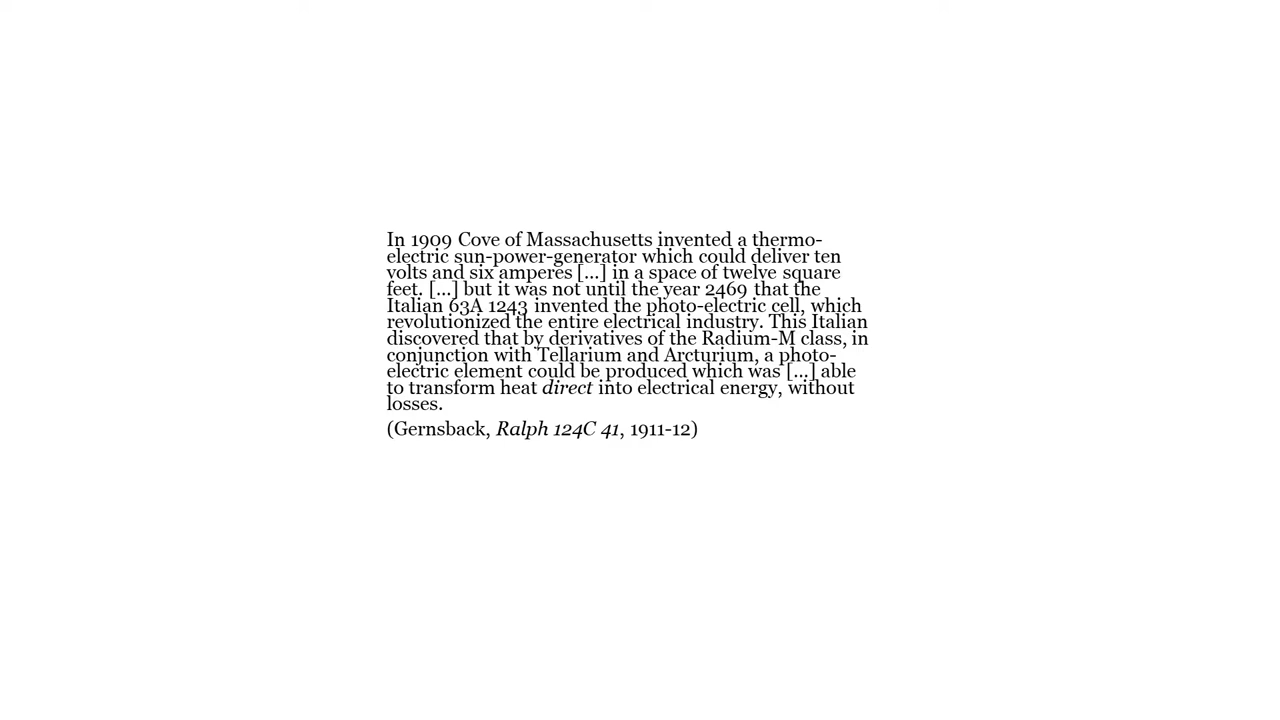 In 1909 Cove of Massachusetts invented a thermo-
electric sun-power-generator which could deliver ten
volts and six amperes [...] in a space of twelve square
feet. [...] but it was not until the year 2469 that the
Italian 63A 1243 invented the photo-electric cell, which
revolutionized the entire electrical industry. This Italian
discovered that by derivatives of the Radium-M class, in
conjunction with Tellarium and Arcturium, a photo-
electric element could be produced which was [...] able
to transform heat direct into electrical energy, without
losses.
(Gernsback, Ralph 124C 41, 1911-12)